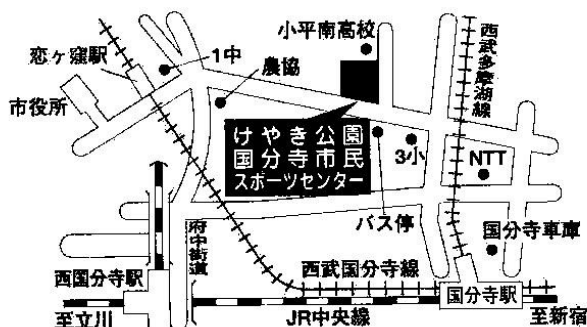 小平南高校
恋ヶ窪駅
1中
農協
西武多摩湖線
市役所
けやき公園
国分寺市民
スポーツセンター
3小
NTT
バス停
国分寺車庫
府中街道
西国分寺駅
西武国分寺線
国分寺駅
至立川
JR中央線
至新宿